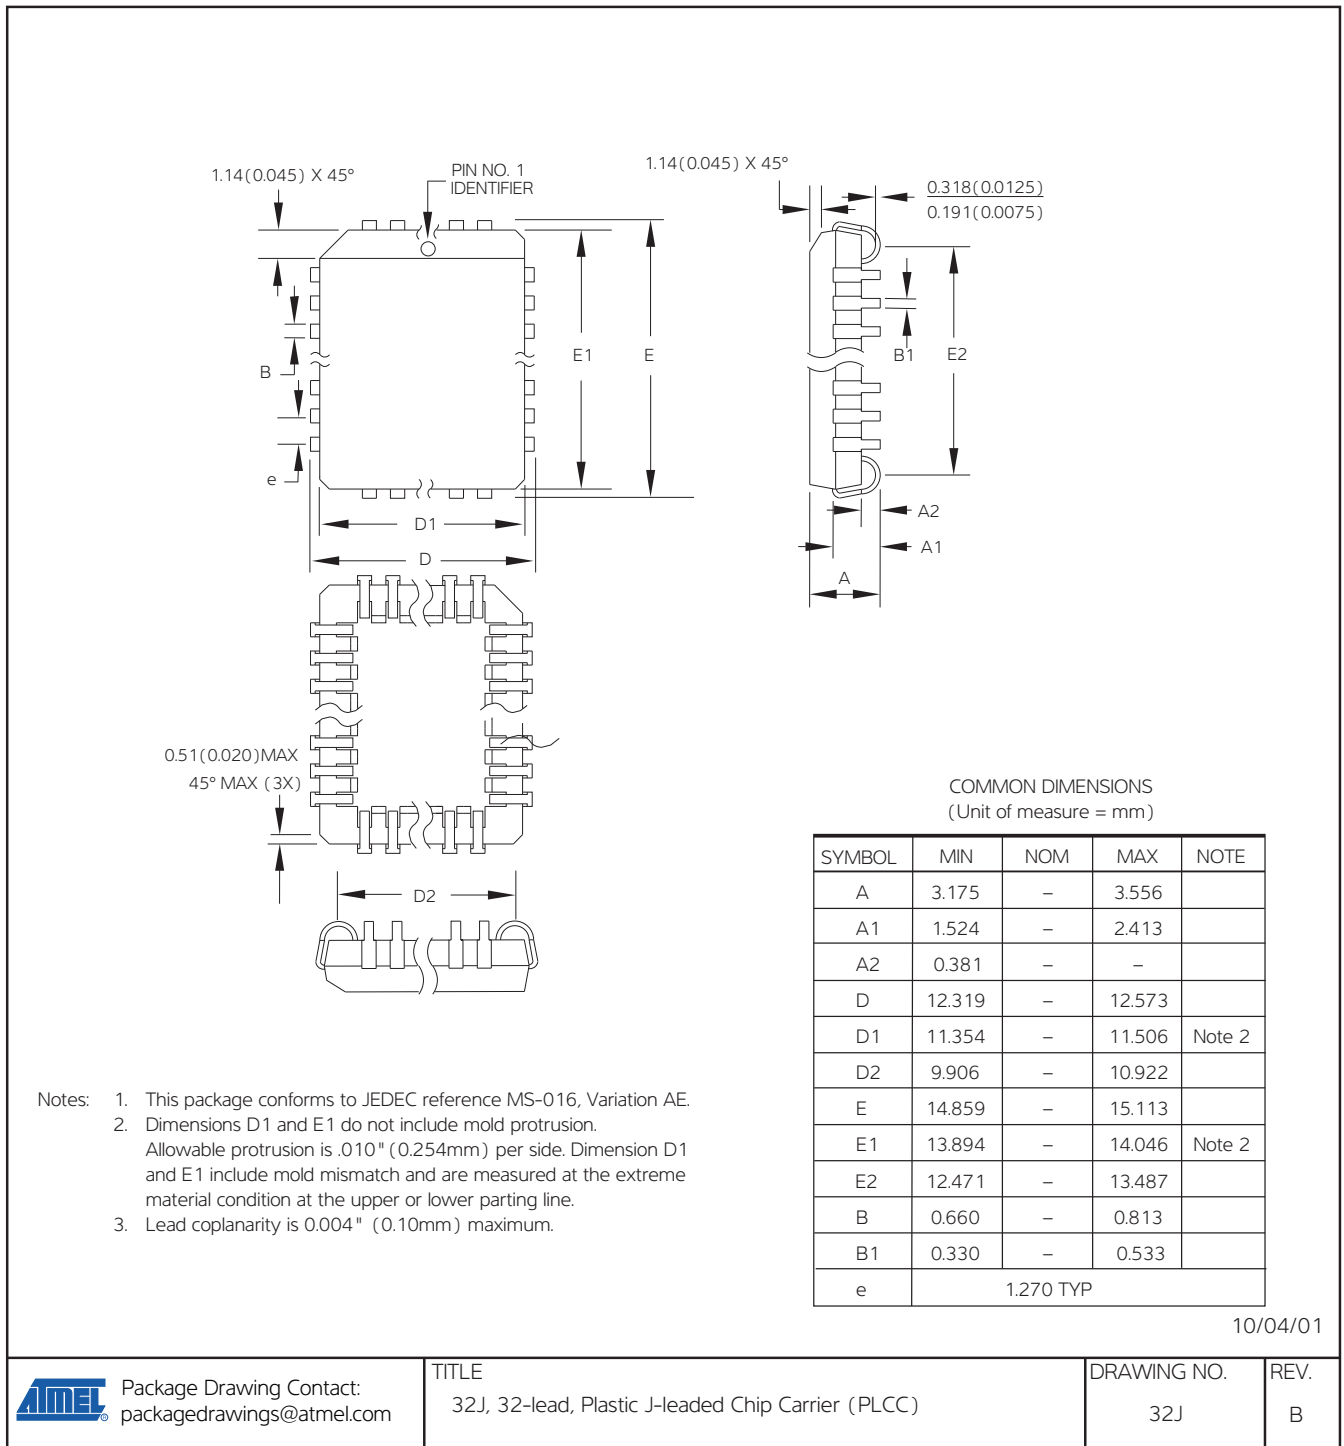 1.14(0.045) X 45°
PIN NO. 1
IDENTIFIER
1.14(0.045) X 45°
0.318(0.0125)
0.191(0.0075)
B
e
E1
E
B1
E2
D1
D
A2
A1
A
0.51(0.020)MAX
45° MAX (3X)
D2
COMMON DIMENSIONS
(Unit of measure = mm)
SYMBOL MIN NOM MAX NOTE
A 3.175 – 3.556
A1 1.524 – 2.413
A2 0.381 – –
D 12.319 – 12.573
D1 11.354 – 11.506 Note 2
D2 9.906 – 10.922
E 14.859 – 15.113
E1 13.894 – 14.046 Note 2
E2 12.471 – 13.487
B 0.660 – 0.813
B1 0.330 – 0.533
e 1.270 TYP
Notes: 1. This package conforms to JEDEC reference MS-016, Variation AE.
2. Dimensions D1 and E1 do not include mold protrusion.
Allowable protrusion is .010"(0.254mm) per side. Dimension D1
and E1 include mold mismatch and are measured at the extreme
material condition at the upper or lower parting line.
3. Lead coplanarity is 0.004" (0.10mm) maximum.
10/04/01
ATMEL ®
Package Drawing Contact:
packagedrawings@atmel.com
TITLE
32J, 32-lead, Plastic J-leaded Chip Carrier (PLCC)
DRAWING NO.
32J
REV.
B